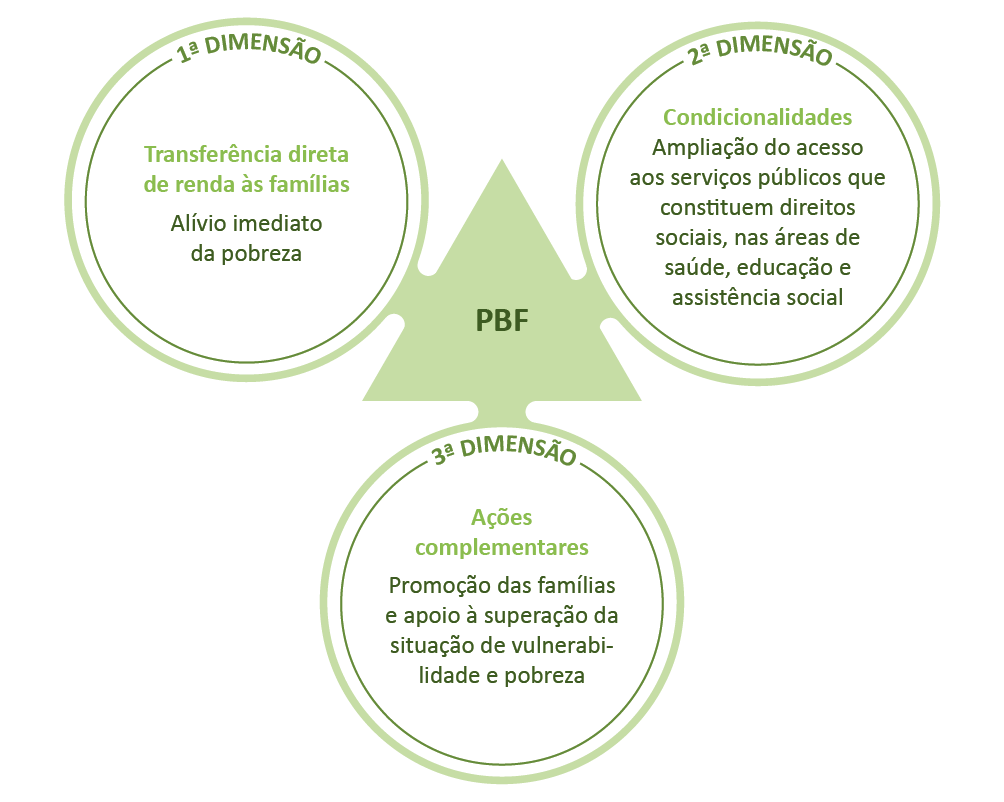 1ª DIMENSÃO
Transferência direta
de renda às famílias
Alívio imediato
da pobreza
2ª DIMENSÃO
Condicionalidades
Ampliação do acesso
aos serviços públicos que
constituem direitos
sociais, nas áreas de
saúde, educação e
assistência social
PBF
3ª DIMENSÃO
Ações
complementares
Promoção das famílias
e apoio à superação da
situação de vulnerabi-
lidade e pobreza